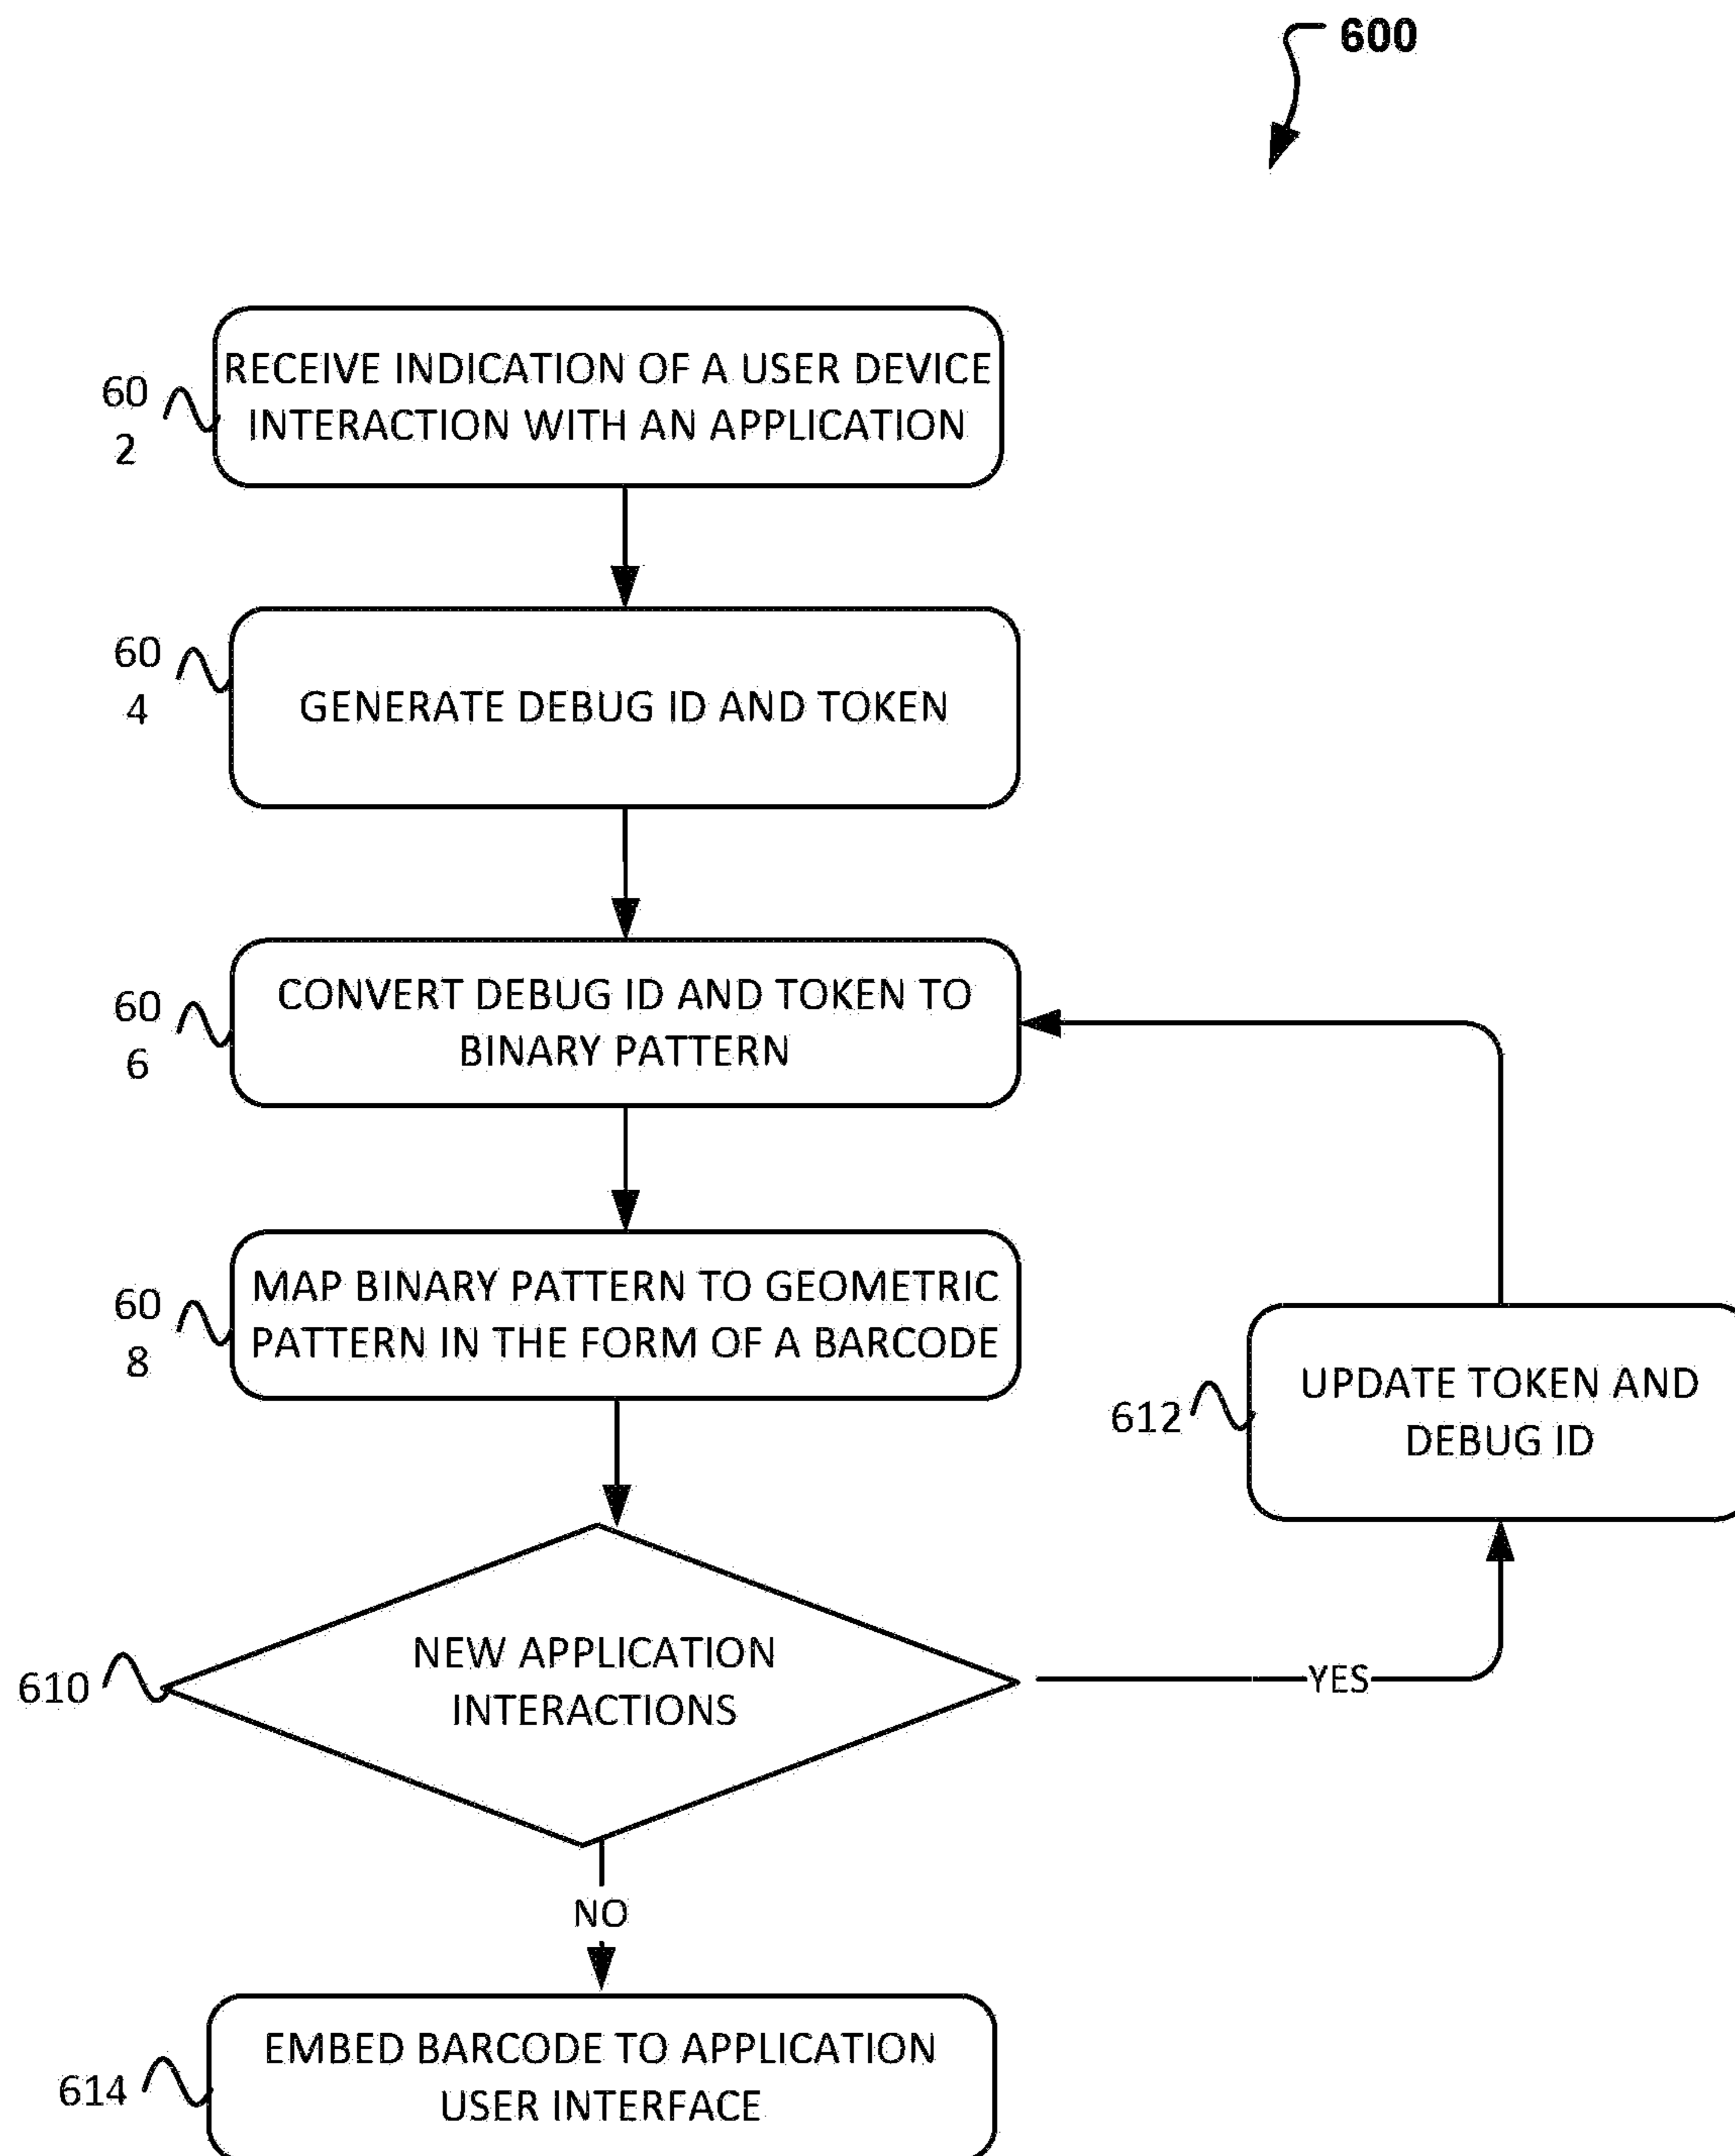 600
RECEIVE INDICATION OF A USER DEVICE
INTERACTION WITH AN APPLICATION
60
2
GENERATE DEBUG ID AND TOKEN
60
4
CONVERT DEBUG ID AND TOKEN TO
BINARY PATTERN
60
6
MAP BINARY PATTERN TO GEOMETRIC
PATTERN IN THE FORM OF A BARCODE
60
8
UPDATE TOKEN AND
DEBUG ID
612
NEW APPLICATION
INTERACTIONS
610
YES
NO
EMBED BARCODE TO APPLICATION
USER INTERFACE
614